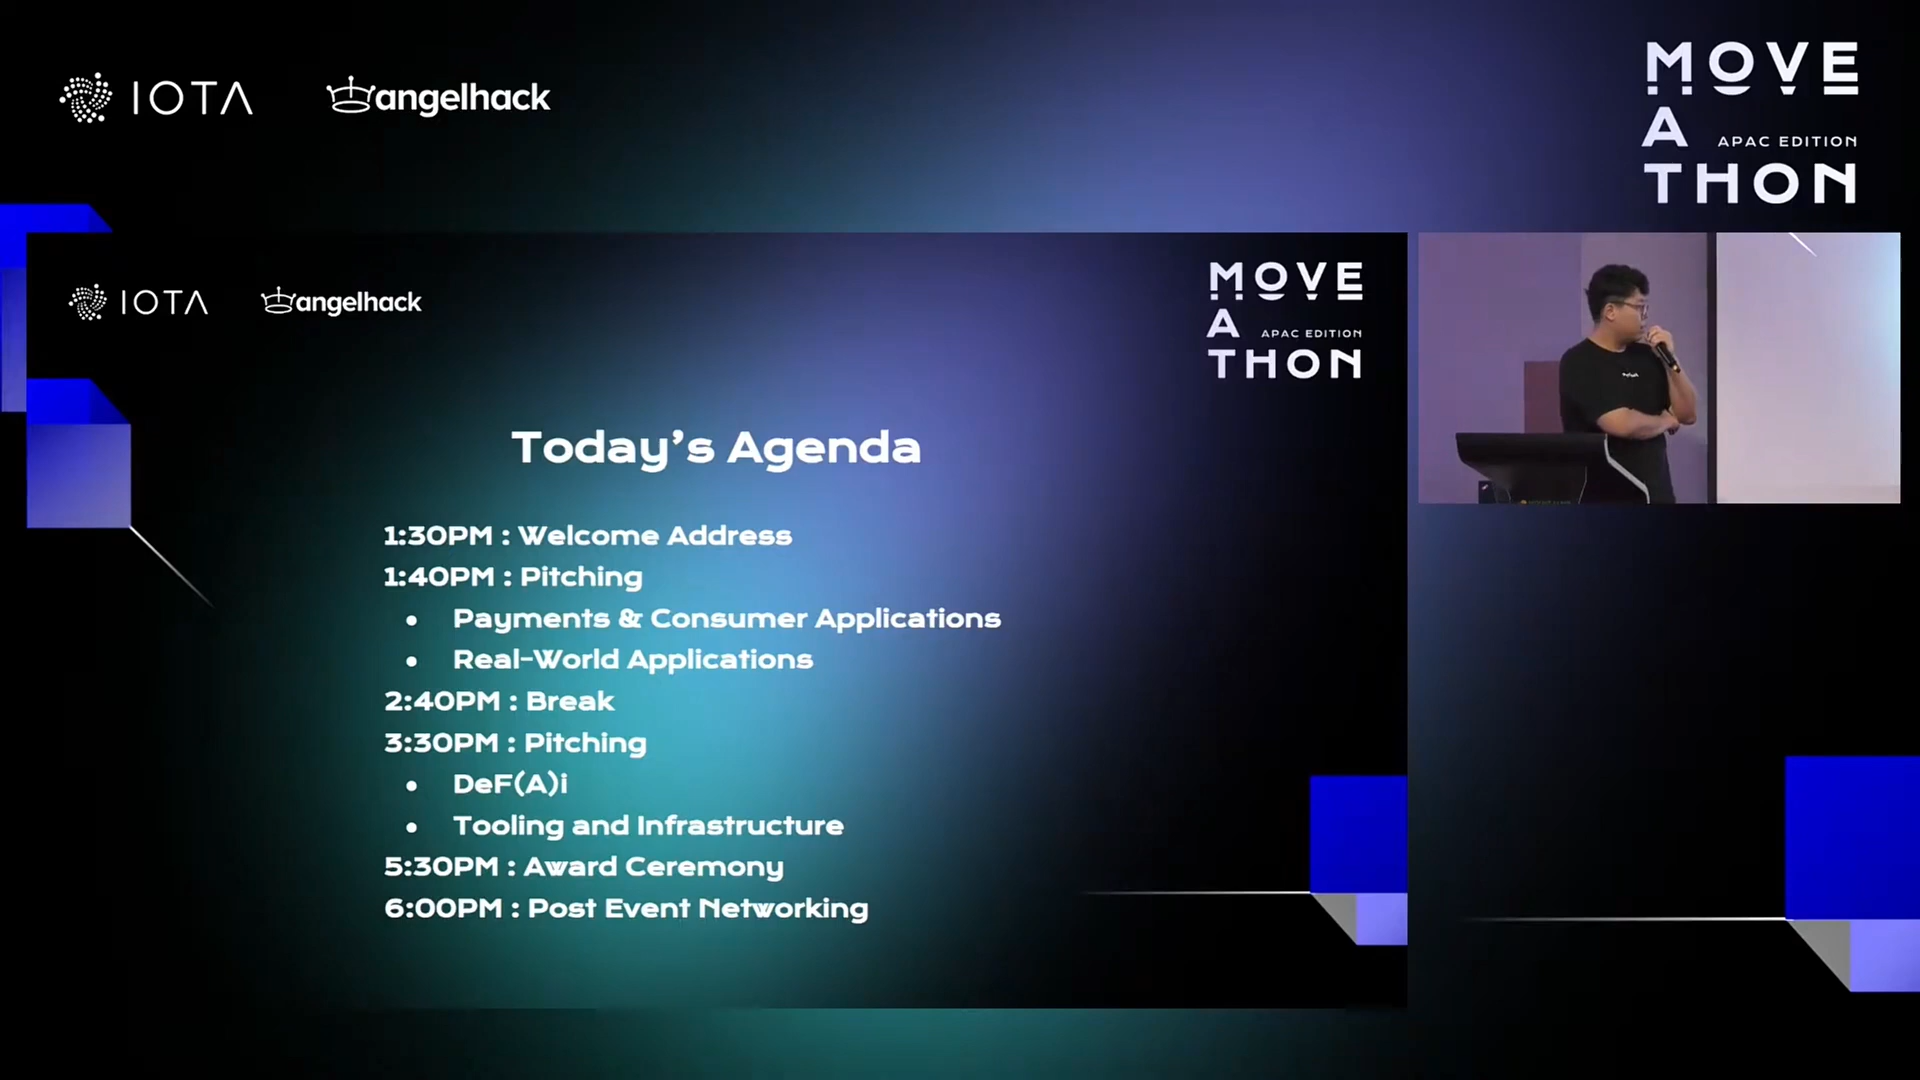 IOTA
angelhack
MOVE
A APAC EDITION
THON
IOTA
angelhack
MOVE
A APAC EDITION
THON
Today's Agenda
1:30PM : Welcome Address
1:40PM : Pitching
• Payments & Consumer Applications
• Real-World Applications
2:40PM : Break
3:30PM : Pitching
• DeF(A)i
• Tooling and Infrastructure
5:30PM : Award Ceremony
6:00PM : Post Event Networking